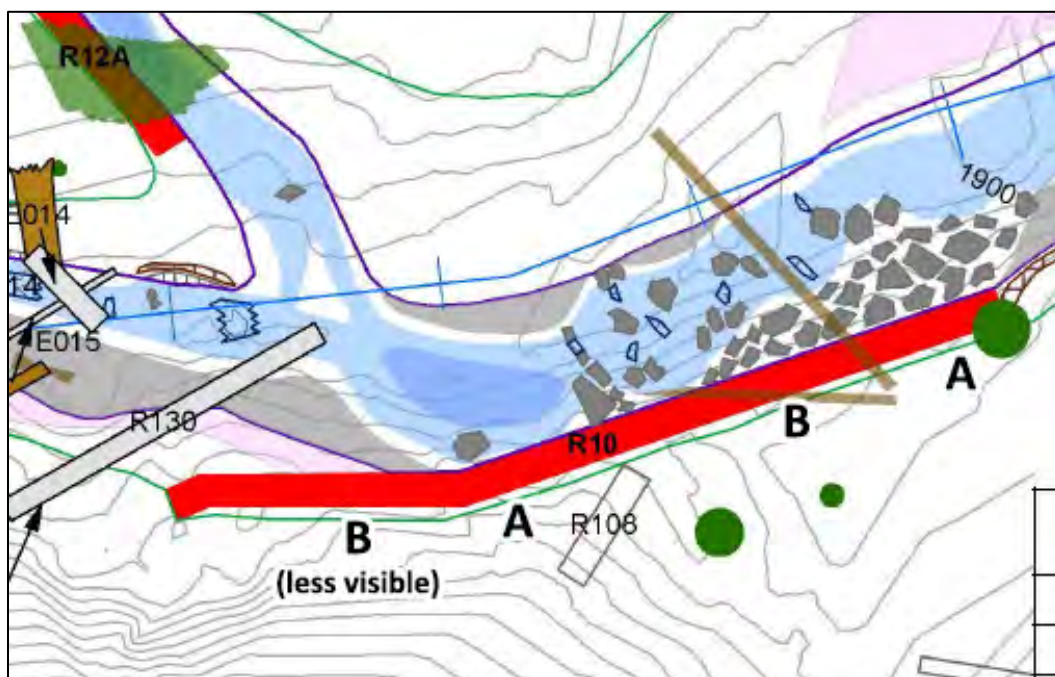 R12A
1900
E014
14
E015
R130
R10
A
B
A
B
R108
(less visible)